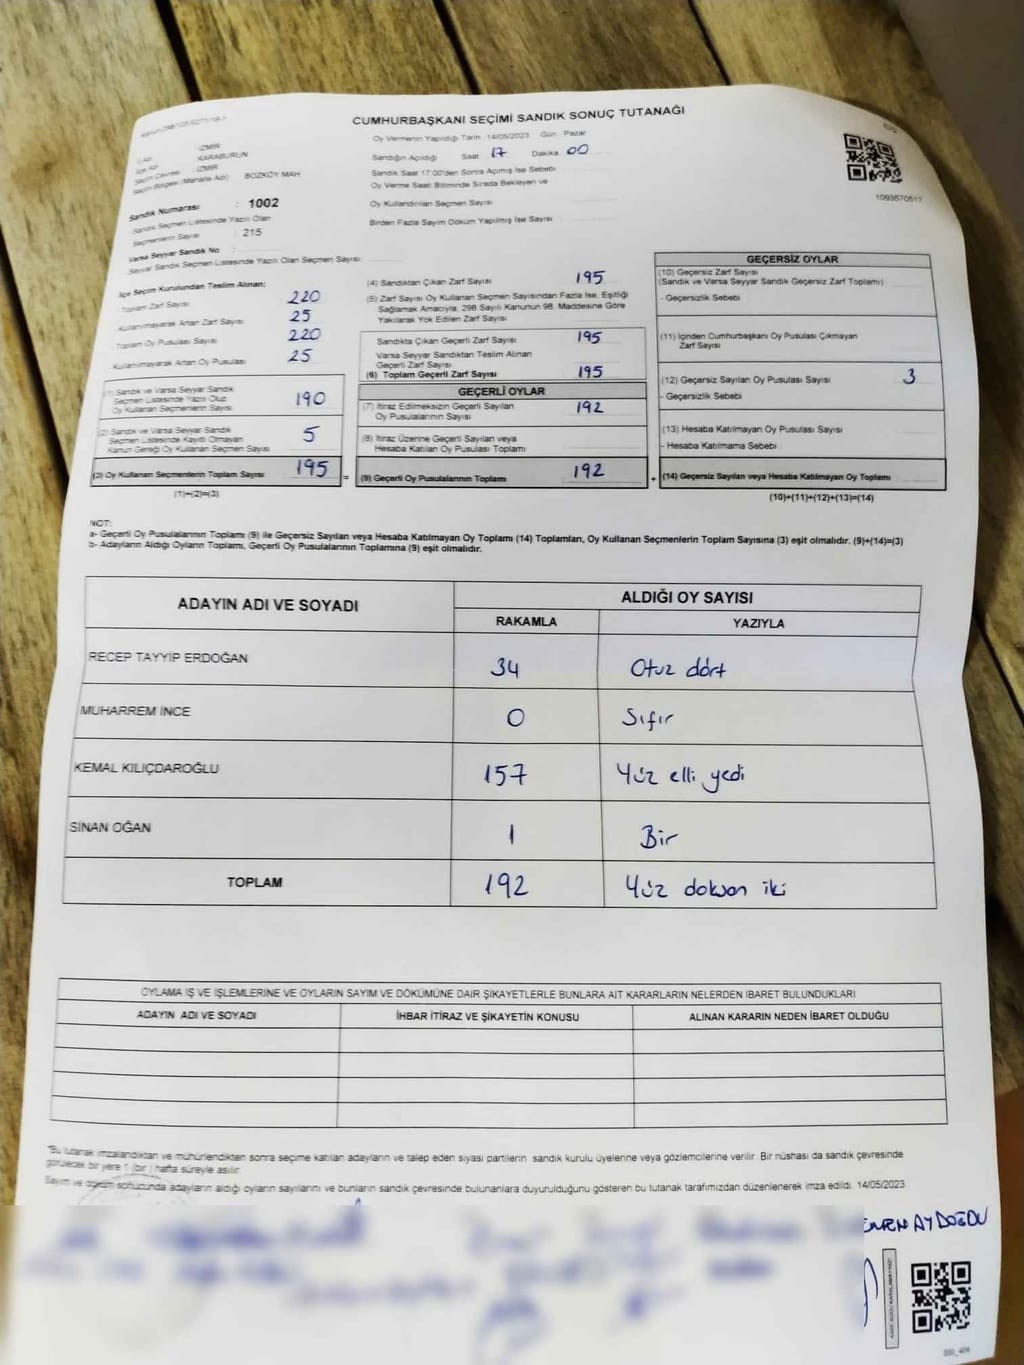 CUMHURBAŞKANI SEÇİMİ SANDIK SONUÇ TUTANAĞI
Oy Vermenin Yapıldığı Tarih 14/05/2023 Gün Pazar
İZMİR
Sandığın Açıldığı Saat 17 Dakika 00
İlçe Adı KARABURUN
Seçim Çevresi : İZMİR
Seçim Bölgesi (Mahalle Adı) BOZKÖY MAH.
Sandık Saat 17:00'den Sonra Açılmış İse Sebebi
Oy Verme Saati Bitiminde Sırada Bekleyen ve
Oy Kullandırılan Seçmen Sayısı
Birden Fazla Sayım Döküm Yapılmış İse Sayısı
1093570517
Sandık Numarası : 1002
Sandık Seçmen Listesinde Yazılı Olan
Seçmenlerin Sayısı : 215
Varsa Seyyar Sandık No
Seyyar Sandık Seçmen Listesinde Yazılı Olan Seçmen Sayısı:
İlçe Seçim Kurulundan Teslim Alınan;
Toplam Zarf Sayısı 220
Kullanılmayarak Artan Zarf Sayısı 25
Toplam Oy Pusulası Sayısı 220
Kullanılmayarak Artan Oy Pusulası 25
(1) Sandık ve Varsa Seyyar Sandık
Seçmen Listesinde Yazılı Olup
Oy Kullanan Seçmenlerin Sayısı 190
(2) Sandık ve Varsa Seyyar Sandık
Seçmen Listesinde Kayıtlı Olmayan
Kanun Gereği Oy Kullanan Seçmen Sayısı 5
(3) Oy Kullanan Seçmenlerin Toplam Sayısı 195 =
(1)+(2)=(3)
(4) Sandıktan Çıkan Zarf Sayısı 195
(5) Zarf Sayısı Oy Kullanan Seçmen Sayısından Fazla İse, Eşitliği
Sağlamak Amacıyla, 298 Sayılı Kanunun 98. Maddesine Göre
Yakılarak Yok Edilen Zarf Sayısı
Sandıkta Çıkan Geçerli Zarf Sayısı 195
Varsa Seyyar Sandıktan Teslim Alınan
Geçerli Zarf Sayısı
(6) Toplam Geçerli Zarf Sayısı 195
GEÇERLİ OYLAR
(7) İtiraz Edilmeksizin Geçerli Sayılan
Oy Pusulalarının Sayısı 192
(8) İtiraz Üzerine Geçerli Sayılan veya
Hesaba Katılan Oy Pusulası Toplamı
(9) Geçerli Oy Pusulalarının Toplamı 192 +
GEÇERSİZ OYLAR
(10) Geçersiz Zarf Sayısı
(Sandık ve Varsa Seyyar Sandık Geçersiz Zarf Toplamı)
- Geçersizlik Sebebi
(11) İçinden Cumhurbaşkanı Oy Pusulası Çıkmayan
Zarf Sayısı
(12) Geçersiz Sayılan Oy Pusulası Sayısı 3
- Geçersizlik Sebebi
(13) Hesaba Katılmayan Oy Pusulası Sayısı
- Hesaba Katılmama Sebebi
(14) Geçersiz Sayılan veya Hesaba Katılmayan Oy Toplamı
(10)+(11)+(12)+(13)=(14)
NOT:
a- Geçerli Oy Pusulalarının Toplamı (9) ile Geçersiz Sayılan veya Hesaba Katılmayan Oy Toplamı (14) Toplamları, Oy Kullanan Seçmenlerin Toplam Sayısına (3) eşit olmalıdır. (9)+(14)=(3)
b- Adayların Aldığı Oyların Toplamı, Geçerli Oy Pusulalarının Toplamına (9) eşit olmalıdır.
ADAYIN ADI VE SOYADI ALDIĞI OY SAYISI
RAKAMLA YAZIYLA
RECEP TAYYİP ERDOĞAN 34 Otuz dört
MUHARREM İNCE 0 Sıfır
KEMAL KILIÇDAROĞLU 157 Yüz elli yedi
SİNAN OĞAN 1 Bir
TOPLAM 192 Yüz doksan iki
OYLAMA İŞ VE İŞLEMLERİNE VE OYLARIN SAYIM VE DÖKÜMÜNE DAİR ŞİKAYETLERLE BUNLARA AİT KARARLARIN NELERDEN İBARET BULUNDUKLARI
ADAYIN ADI VE SOYADI İHBAR İTİRAZ VE ŞİKAYETİN KONUSU ALINAN KARARIN NEDEN İBARET OLDUĞU
"Bu tutanak imzalandıktan ve mühürlendikten sonra seçime katılan adayların ve talep eden siyasi partilerin sandık kurulu üyelerine veya gözlemcilerine verilir. Bir nüshası da sandık çevresinde
görülecek bir yere 1 (bir) hafta süreyle asılır.
Sayım ve döküm sonucunda adayların aldığı oyların sayılarını ve bunların sandık çevresinde bulunanlara duyurulduğunu gösteren bu tutanak tarafımızdan düzenlenerek imza edildi. 14/05/2023
AYDOĞDU